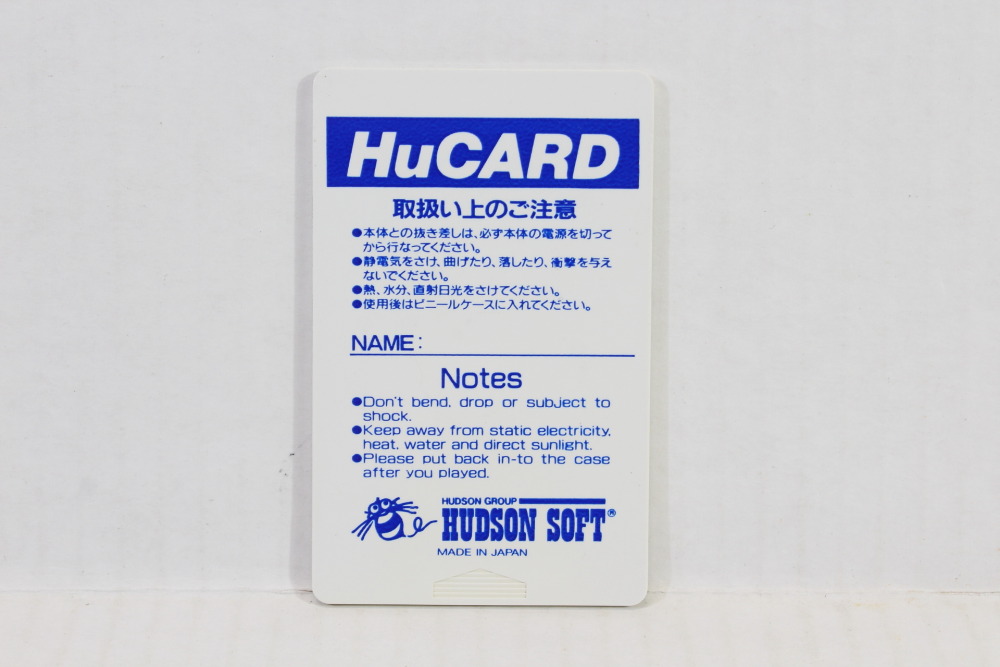 HuCARD
取扱い上のご注意
●本体との抜き差しは、必ず本体の電源を切って
から行なってください。
●静電気をさけ、曲げたり、落したり、衝撃を与え
ないでください。
●熱、水分、直射日光をさけてください。
●使用後はビニールケースに入れてください。
NAME:
Notes
●Don't bend, drop or subject to
shock.
●Keep away from static electricity,
heat, water and direct sunlight.
●Please put back in-to the case
after you played.
HUDSON GROUP
HUDSON SOFT®
MADE IN JAPAN